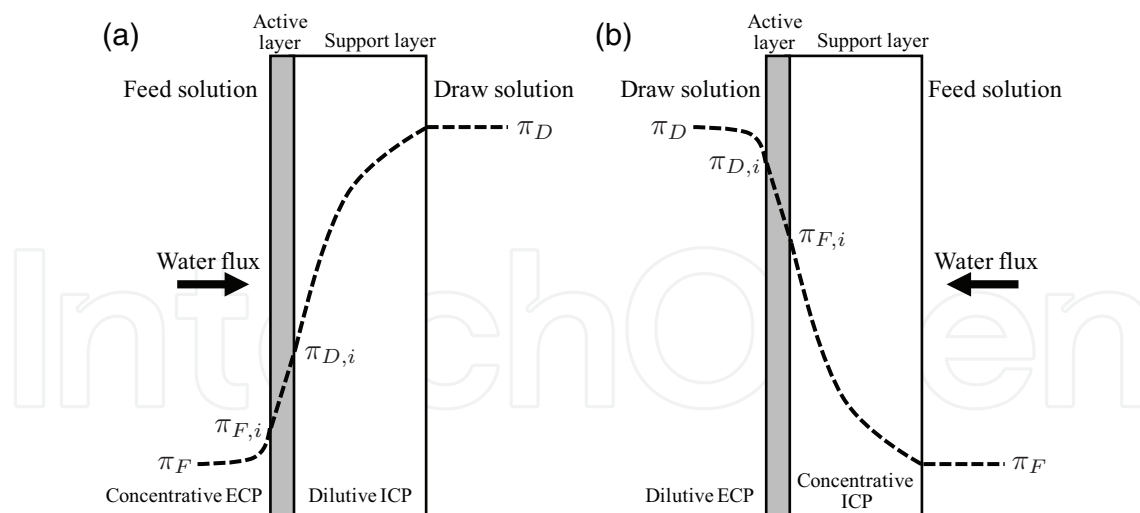 (a)
Active
layer
Support layer
Feed solution
Draw solution
π_D
π_{D,i}
π_{F,i}
π_F
Water flux
Concentrative ECP
Dilutive ICP
(b)
Active
layer
Support layer
Draw solution
Feed solution
π_D
π_{D,i}
π_{F,i}
π_F
Water flux
Dilutive ECP
Concentrative
ICP
IntechOpen